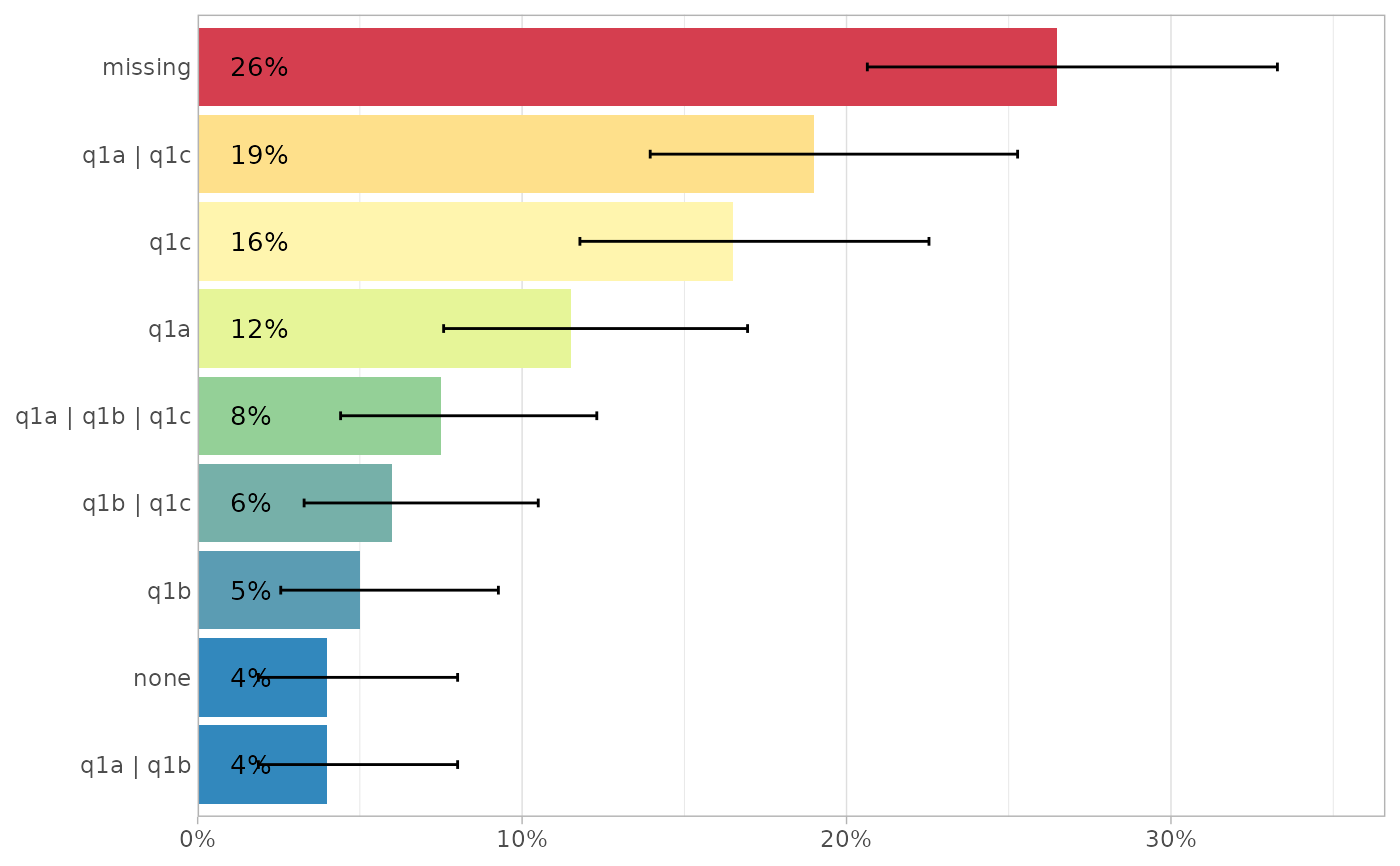 missing 26%
q1a | q1c 19%
q1c 16%
q1a 12%
q1a | q1b | q1c 8%
q1b | q1c 6%
q1b 5%
none 4%
q1a | q1b 4%
0% 10% 20% 30%